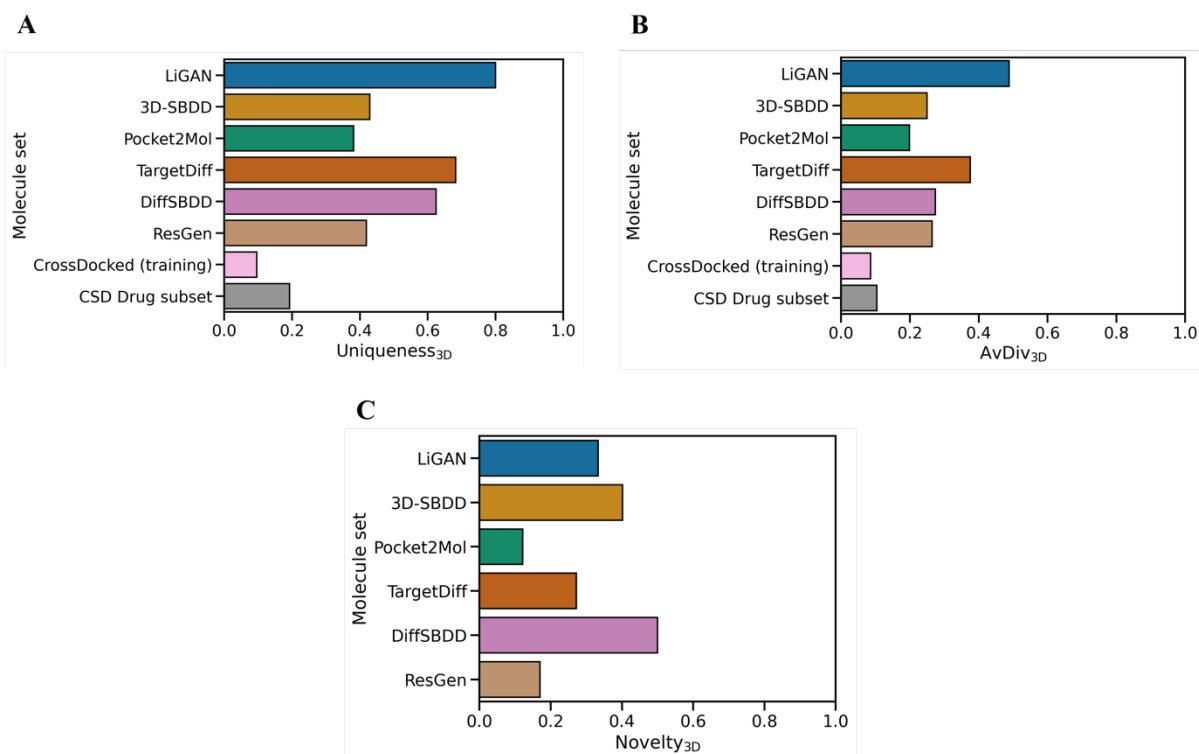 A
Molecule set
LiGAN
3D-SBDD
Pocket2Mol
TargetDiff
DiffSBDD
ResGen
CrossDocked (training)
CSD Drug subset
0.0 0.2 0.4 0.6 0.8 1.0
Uniqueness3D
B
Molecule set
LiGAN
3D-SBDD
Pocket2Mol
TargetDiff
DiffSBDD
ResGen
CrossDocked (training)
CSD Drug subset
0.0 0.2 0.4 0.6 0.8 1.0
AvDiv3D
C
Molecule set
LiGAN
3D-SBDD
Pocket2Mol
TargetDiff
DiffSBDD
ResGen
0.0 0.2 0.4 0.6 0.8 1.0
Novelty3D